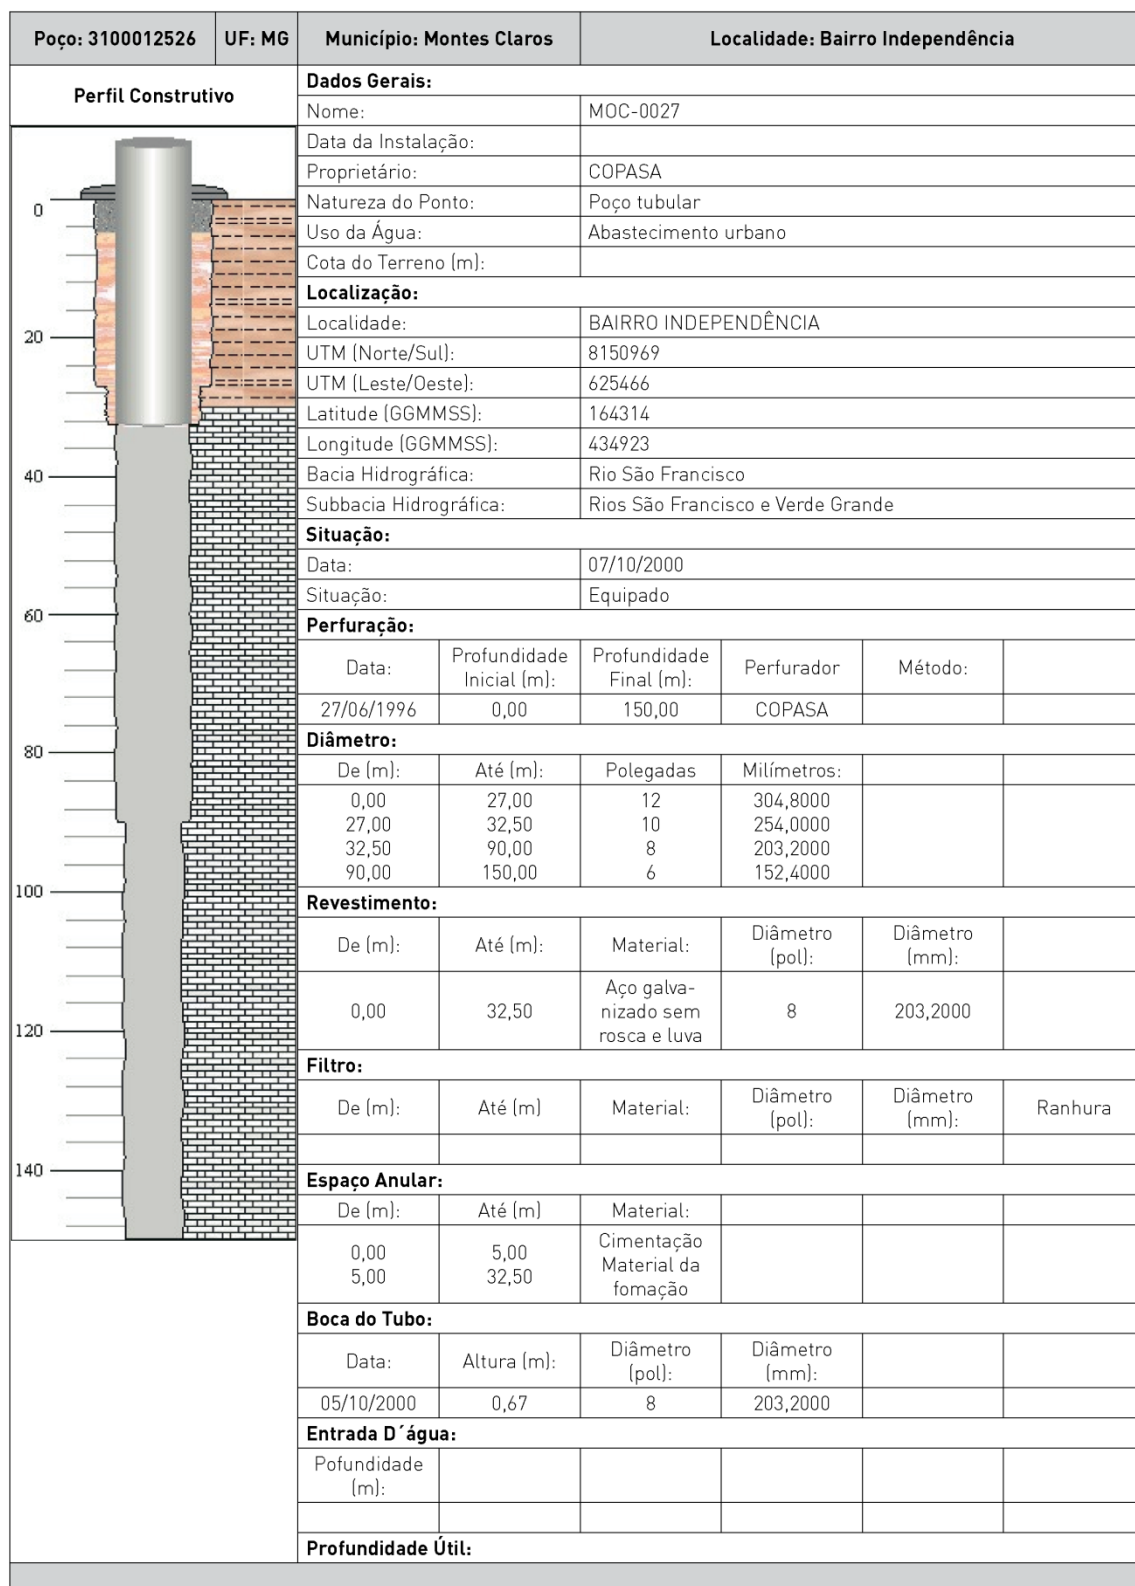 Poço: 3100012526 UF: MG Município: Montes Claros Localidade: Bairro Independência
Perfil Construtivo
0
20
40
60
80
100
120
140
Dados Gerais:
Nome: MOC-0027
Data da Instalação:
Proprietário: COPASA
Natureza do Ponto: Poço tubular
Uso da Água: Abastecimento urbano
Cota do Terreno (m):
Localização:
Localidade: BAIRRO INDEPENDÊNCIA
UTM (Norte/Sul): 8150969
UTM (Leste/Oeste): 625466
Latitude (GGMMSS): 164314
Longitude (GGMMSS): 434923
Bacia Hidrográfica: Rio São Francisco
Subbacia Hidrográfica: Rios São Francisco e Verde Grande
Situação:
Data: 07/10/2000
Situação: Equipado
Perfuração:
Data: Profundidade Inicial (m): Profundidade Final (m): Perfurador Método:
27/06/1996 0,00 150,00 COPASA
Diâmetro:
De (m): Até (m): Polegadas Milímetros:
0,00 27,00 12 304,8000
27,00 32,50 10 254,0000
32,50 90,00 8 203,2000
90,00 150,00 6 152,4000
Revestimento:
De (m): Até (m): Material: Diâmetro (pol): Diâmetro (mm):
0,00 32,50 Aço galva-
nizado sem
rosca e luva 8 203,2000
Filtro:
De (m): Até (m) Material: Diâmetro (pol): Diâmetro (mm): Ranhura
Espaço Anular:
De (m): Até (m) Material:
0,00 5,00 Cimentação
5,00 32,50 Material da
fomação
Boca do Tubo:
Data: Altura (m): Diâmetro (pol): Diâmetro (mm):
05/10/2000 0,67 8 203,2000
Entrada D´água:
Pofundidade
(m):
Profundidade Útil: